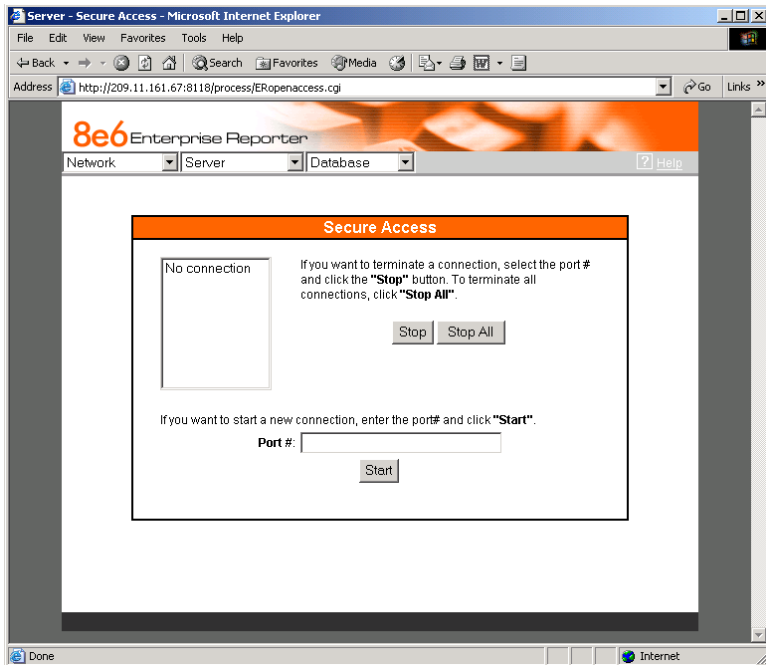 Server - Secure Access - Microsoft Internet Explorer
File Edit View Favorites Tools Help
Back Search Favorites Media
Address http://209.11.161.67:8118/process/ERopenaccess.cgi Go Links »
8e6 Enterprise Reporter
Network Server Database ? Help
Secure Access
No connection
If you want to terminate a connection, select the port #
and click the "Stop" button. To terminate all
connections, click "Stop All".
Stop Stop All
If you want to start a new connection, enter the port# and click "Start".
Port #:
Start
Done Internet